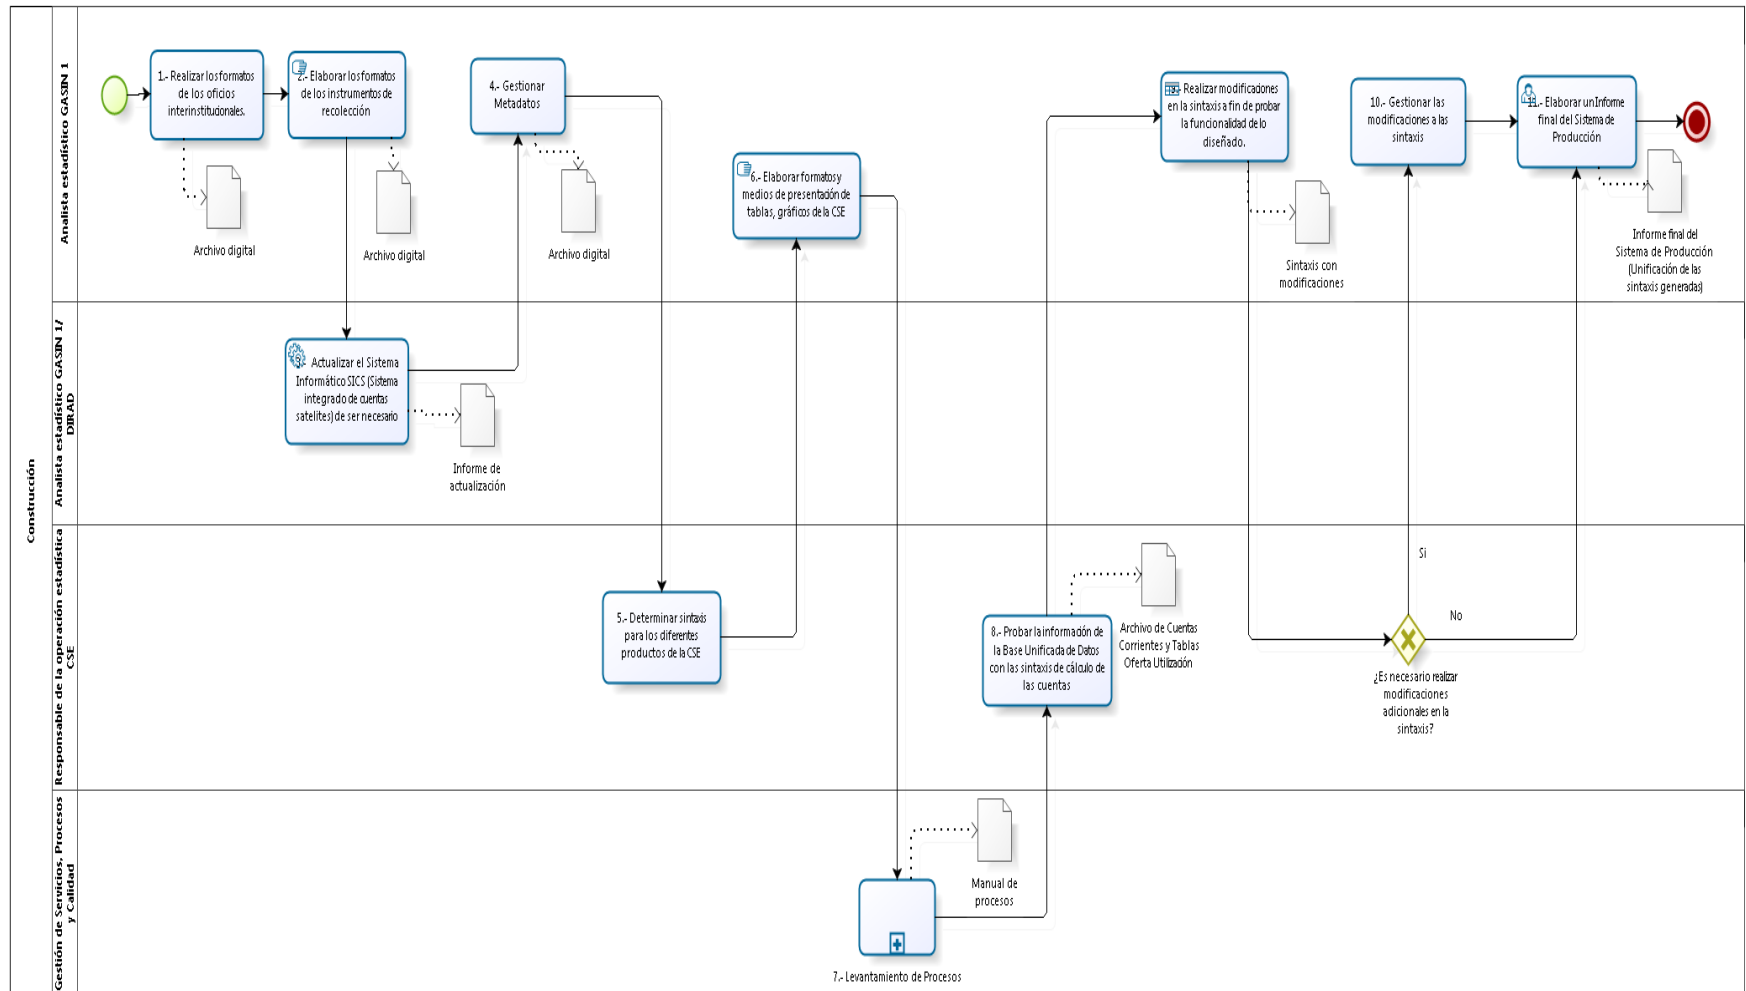 Construcción
Analista estadístico GASIN 1
1.- Realizar los formatos
de los oficios
interinstitucionales.
Archivo digital
2.- Elaborar los formatos
de los instrumentos de
recolección
Archivo digital
4.- Gestionar
Metadatos
Archivo digital
6.- Elaborar formatos y
medios de presentación de
tablas, gráficos de la CSE
Realizar modificaciones
en la sintaxis a fin de probar
la funcionalidad de lo
diseñado.
Sintaxis con
modificaciones
10.- Gestionar las
modificaciones a las
sintaxis
11.- Elaborar un Informe
final del Sistema de
Producción
Informe final del
Sistema de Producción
(Unificación de las
sintaxis generadas)
Analista estadístico GASIN 1/
DIRAD
Actualizar el Sistema
Informático SICS (Sistema
integrado de cuentas
satelites) de ser necesario
Informe de
actualización
Responsable de la operación estadística
CSE
5.- Determinar sintaxis
para los diferentes
productos de la CSE
8.- Probar la información de
la Base Unificada de Datos
con las sintaxis de cálculo de
las cuentas
Archivo de Cuentas
Corrientes y Tablas
Oferta Utilización
Si
No
¿Es necesario realizar
modificaciones
adicionales en la
sintaxis?
Gestión de Servicios, Procesos
y Calidad
Manual de
procesos
7.- Levantamiento de Procesos